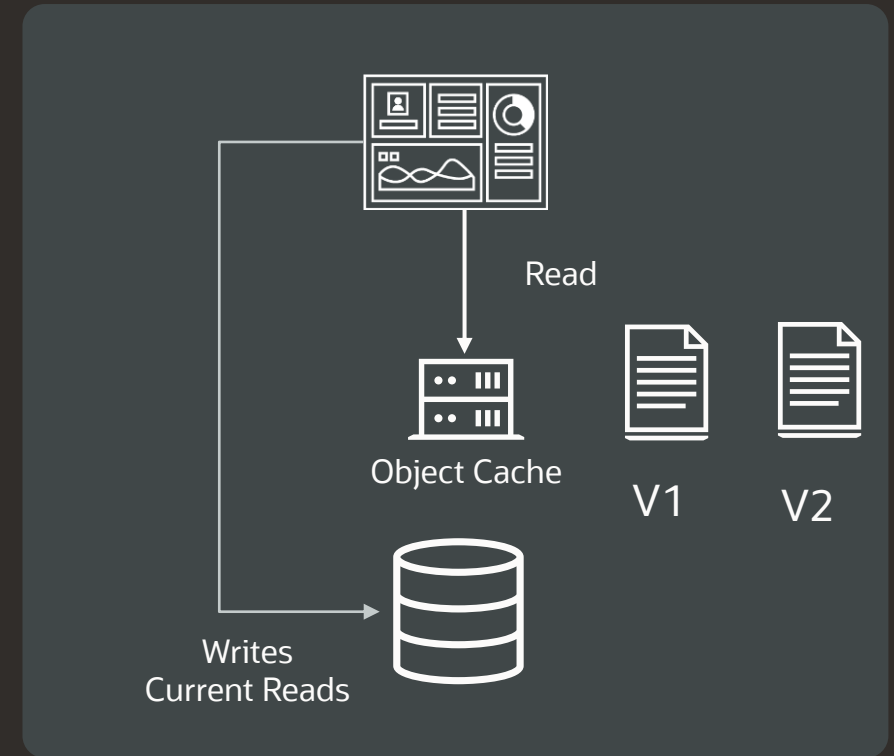 Read
Object Cache
V1
V2
Writes
Current Reads